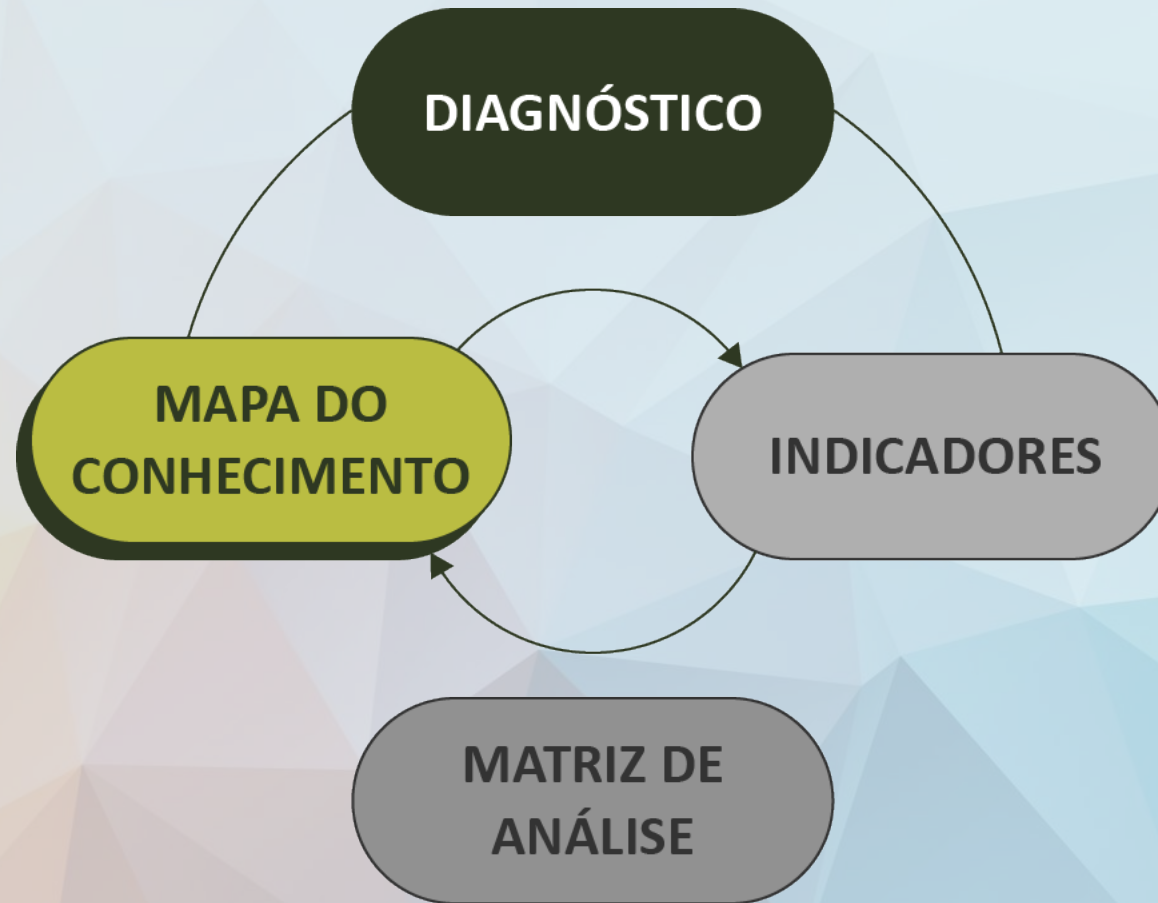 DIAGNÓSTICO
MAPA DO
CONHECIMENTO
INDICADORES
MATRIZ DE
ANÁLISE